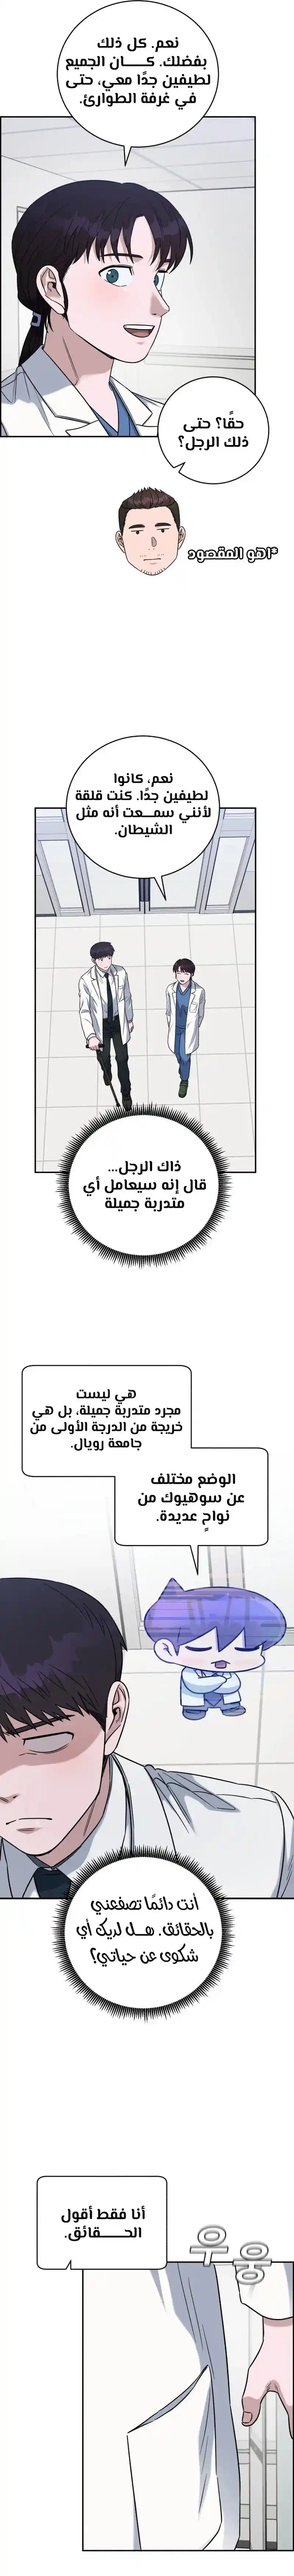 نعم. كل ذلك
بفضلك. كـــان الجميع
لطيفين جدًا معي، حتى
في غرفة الطوارئ.
حقًا؟ حتى
ذلك الرجل؟
*اهو المقصود
نعم، كانوا
لطيفين جدًا. كنت قلقة
لأنني سمـــعت أنه مثل
الشيطان.
ذاك الرجل...
قال إنه سيعامل أي
متدربة جميلة
هي ليست
مجرد متدربة جميلة، بل هي
خريجة من الدرجة الأولى من
جامعة رويال.
الوضع مختلف
عن سوهيوك من
نواحٍ عديدة.
أنت دائمًا تصفعني
بالحقائق. هـــل لديك أي
شكوى عن حياتي؟
أنا فقط أقول
الحـــــقائق.
우웅